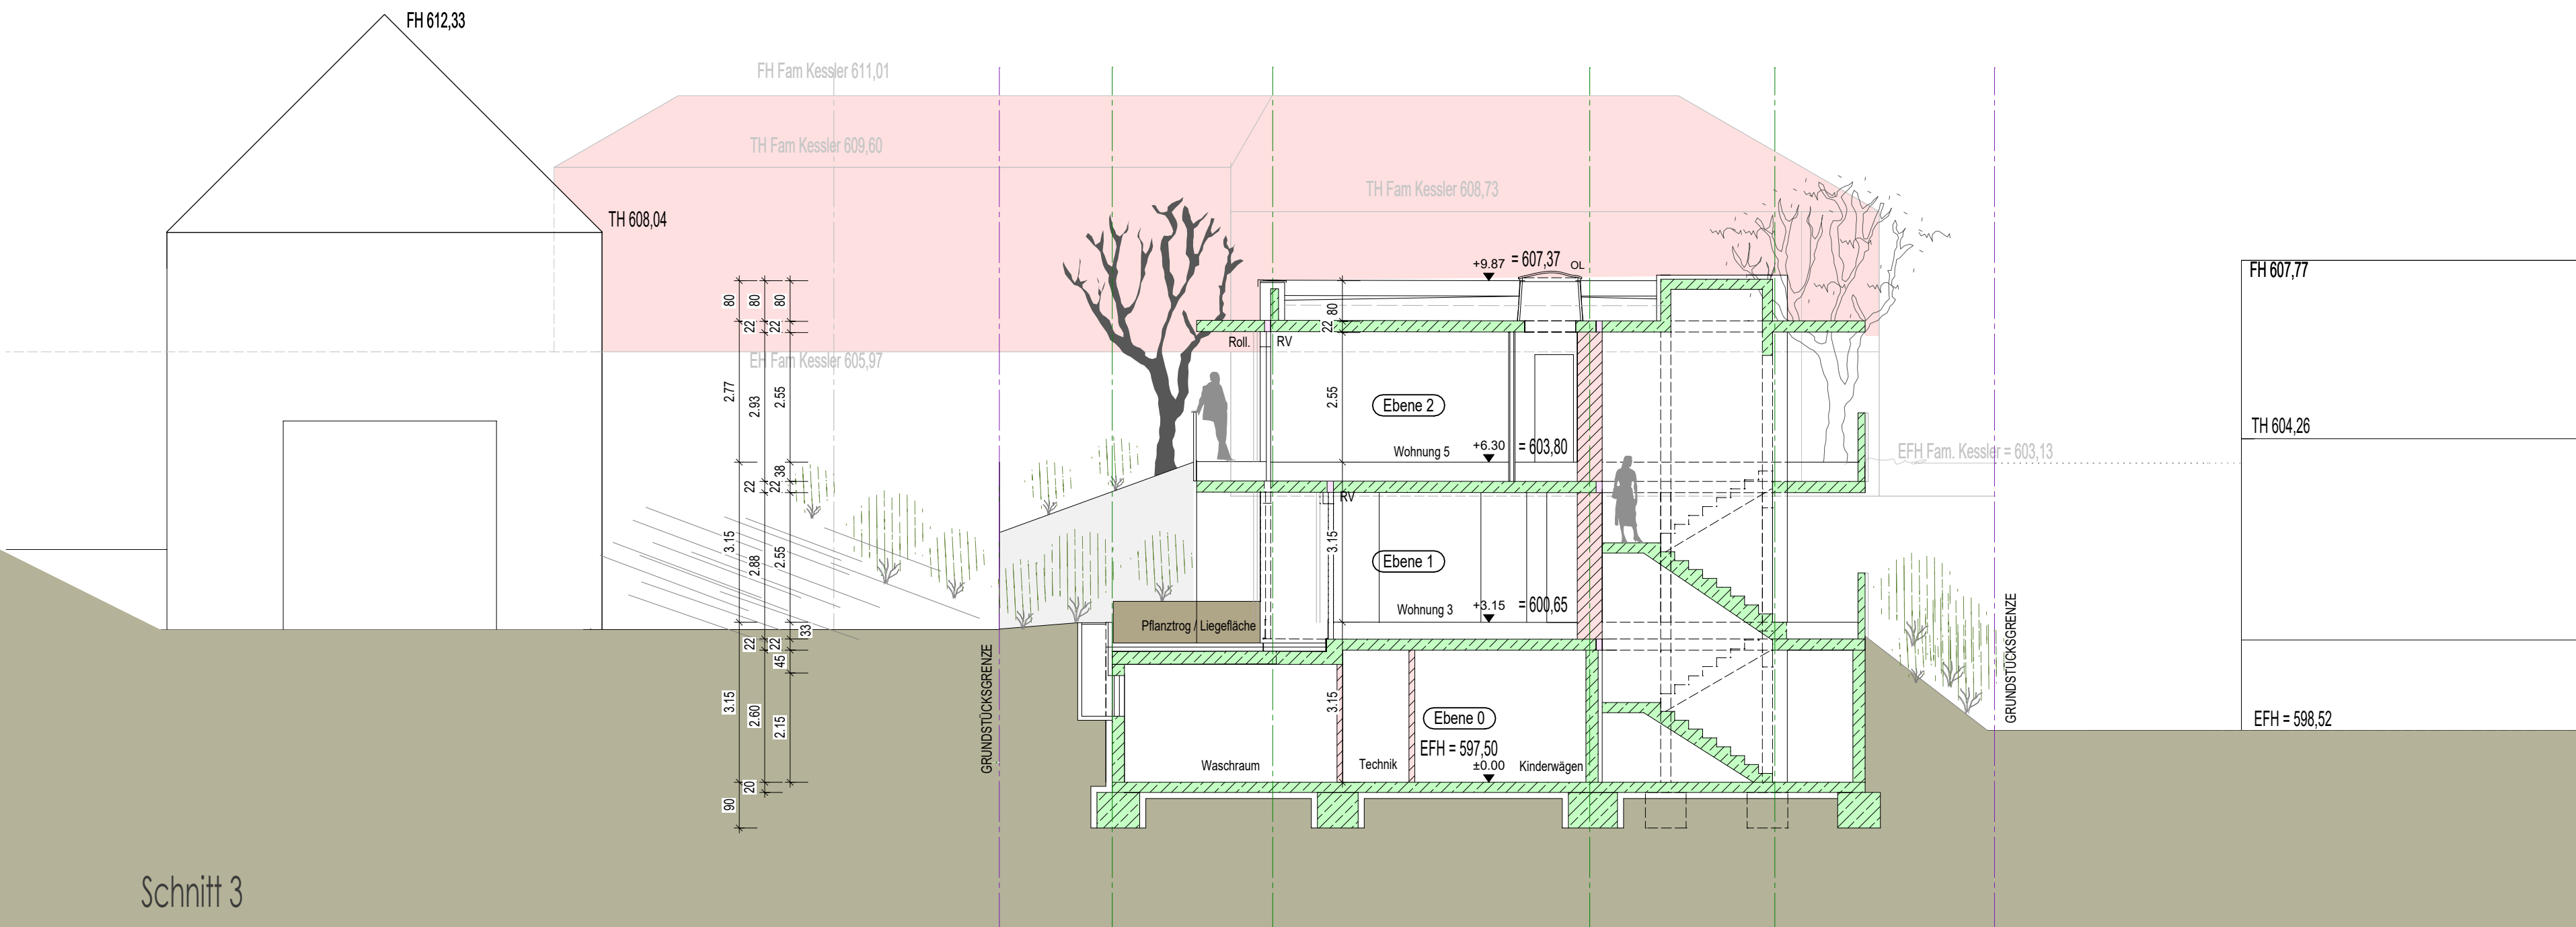 FH 612,33
FH Fam Kessler 611,01
TH Fam Kessler 609,60
TH Fam Kessler 608,73
TH 608,04
+9.87 = 607,37 OL
FH 607,77
80 80 80
22 22
22 80
Roll. RV
EH Fam Kessler 605,97
2.77 2.93 2.55
2.55
Ebene 2
TH 604,26
Wohnung 5 +6.30 = 603,80
EFH Fam. Kessler = 603,13
22 22 38
RV
3.15 2.88 2.55
3.15
Ebene 1
Wohnung 3 +3.15 = 600,65
Pflanztrog / Liegefläche
33
22 22
45
GRUNDSTÜCKSGRENZE
GRUNDSTÜCKSGRENZE
3.15 2.60 2.15
3.15
Ebene 0
EFH = 597,50
EFH = 598,52
Waschraum
Technik
±0.00
Kinderwägen
20
90
Schnitt 3